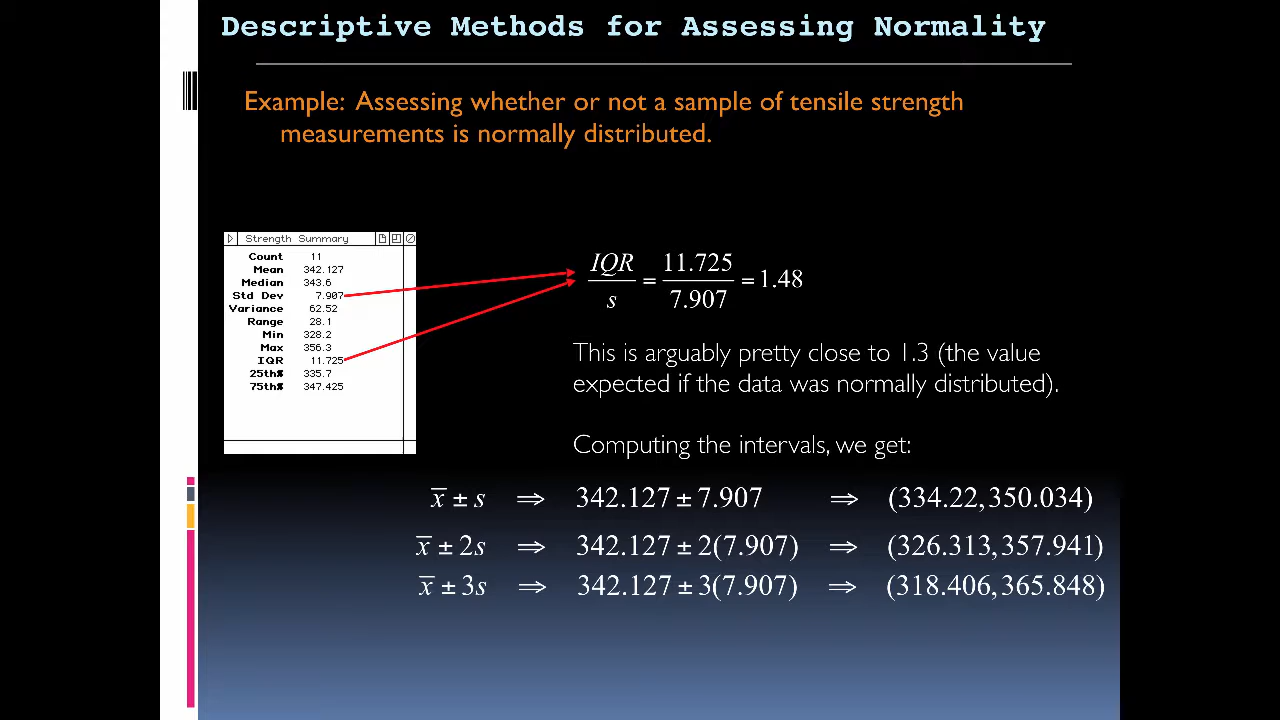 Descriptive Methods for Assessing Normality
Example: Assessing whether or not a sample of tensile strength
measurements is normally distributed.
Strength Summary
Count 11
Mean 342.127
Median 343.6
Std Dev 7.907
Variance 62.52
Range 28.1
Min 328.2
Max 356.3
IQR 11.725
25th% 335.7
75th% 347.425
IQR/s = 11.725/7.907 = 1.48
This is arguably pretty close to 1.3 (the value
expected if the data was normally distributed).
Computing the intervals, we get:
x̅ ± s ⇒ 342.127 ± 7.907 ⇒ (334.22, 350.034)
x̅ ± 2s ⇒ 342.127 ± 2(7.907) ⇒ (326.313, 357.941)
x̅ ± 3s ⇒ 342.127 ± 3(7.907) ⇒ (318.406, 365.848)